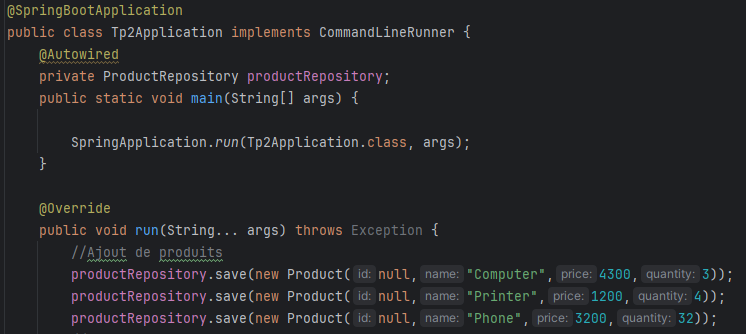 @SpringBootApplication
public class Tp2Application implements CommandLineRunner {
@Autowired
private ProductRepository productRepository;
public static void main(String[] args) {
SpringApplication.run(Tp2Application.class, args);
}
@Override
public void run(String... args) throws Exception {
//Ajout de produits
productRepository.save(new Product( id: null, name: "Computer", price: 4300, quantity: 3));
productRepository.save(new Product( id: null, name: "Printer", price: 1200, quantity: 4));
productRepository.save(new Product( id: null, name: "Phone", price: 3200, quantity: 32));